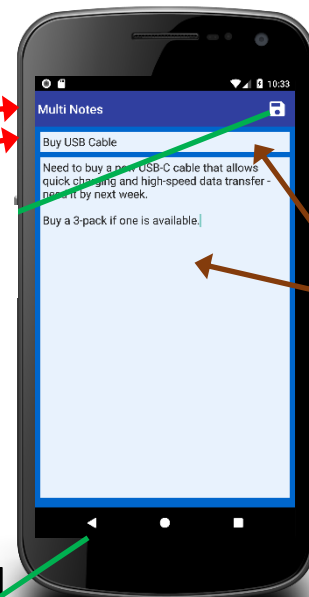 10:33
Multi Notes
Buy USB Cable
Need to buy a new USB-C cable that allows
quick charging and high-speed data transfer -
need it by next week.
Buy a 3-pack if one is available.